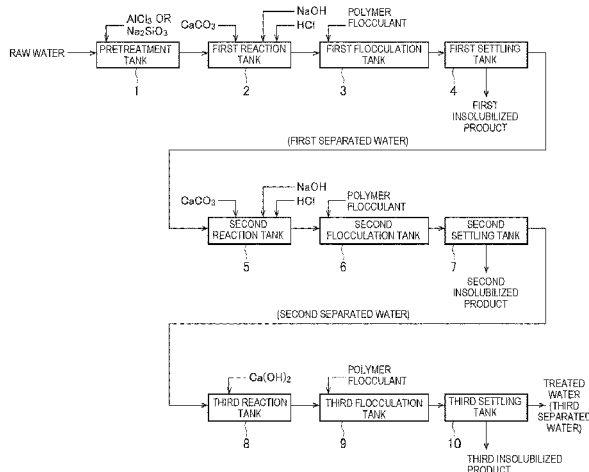 AlCl3 OR
Na2SiO3
CaCO3
NaOH
HCl
POLYMER
FLOCCULANT
RAW WATER
PRETREATMENT
TANK
FIRST REACTION
TANK
FIRST FLOCCULATION
TANK
FIRST SETTLING
TANK
1
2
3
4
FIRST
INSOLUBILIZED
PRODUCT
(FIRST SEPARATED WATER)
CaCO3
NaOH
HCl
POLYMER
FLOCCULANT
SECOND
REACTION TANK
SECOND
FLOCCULATION TANK
SECOND
SETTLING TANK
5
6
7
SECOND
INSOLUBILIZED
PRODUCT
(SECOND SEPARATED WATER)
Ca(OH)2
POLYMER
FLOCCULANT
THIRD REACTION
TANK
THIRD FLOCCULATION
TANK
THIRD SETTLING
TANK
TREATED
WATER
(THIRD
SEPARATED
WATER)
8
9
10
THIRD INSOLUBILIZED
PRODUCT